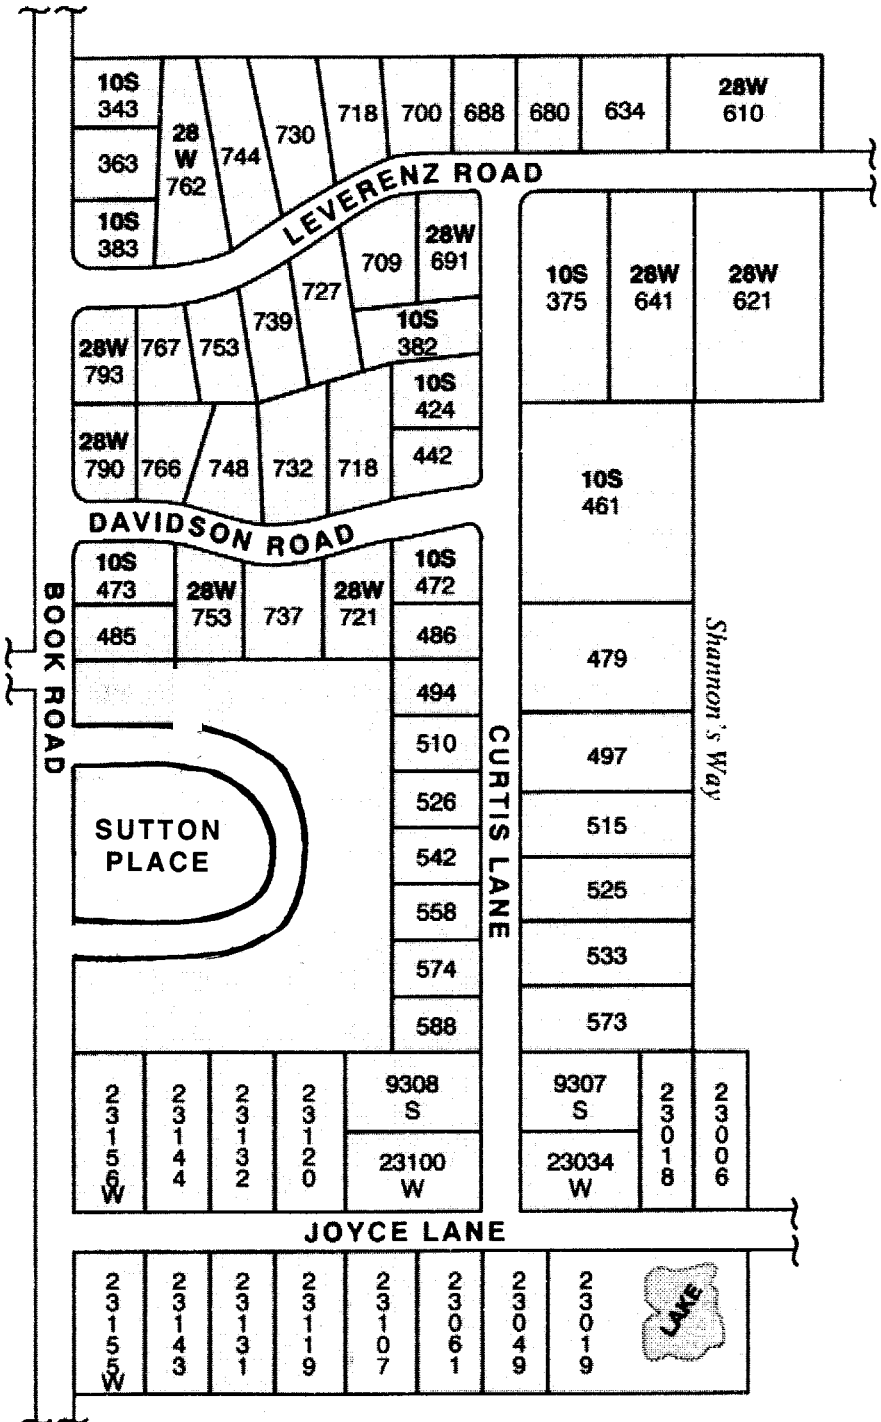 10S
343
363
10S
383
28
W
762
744
730
718
700
688
680
634
28W
610
LEVERENZ ROAD
28W
793
767
753
739
727
709
28W
691
10S
382
10S
375
28W
641
28W
621
28W
790
766
748
732
718
10S
424
442
10S
461
DAVIDSON ROAD
10S
473
485
28W
753
737
28W
721
10S
472
486
494
510
526
542
558
574
588
BOOK ROAD
SUTTON
PLACE
CURTIS LANE
479
497
515
525
533
573
Shannon's Way
23156W
23144
23132
23120
9308
S
23100
W
9307
S
23034
W
23018
23006
JOYCE LANE
23155W
23143
23131
23119
23107
23061
23049
23019
LAKE